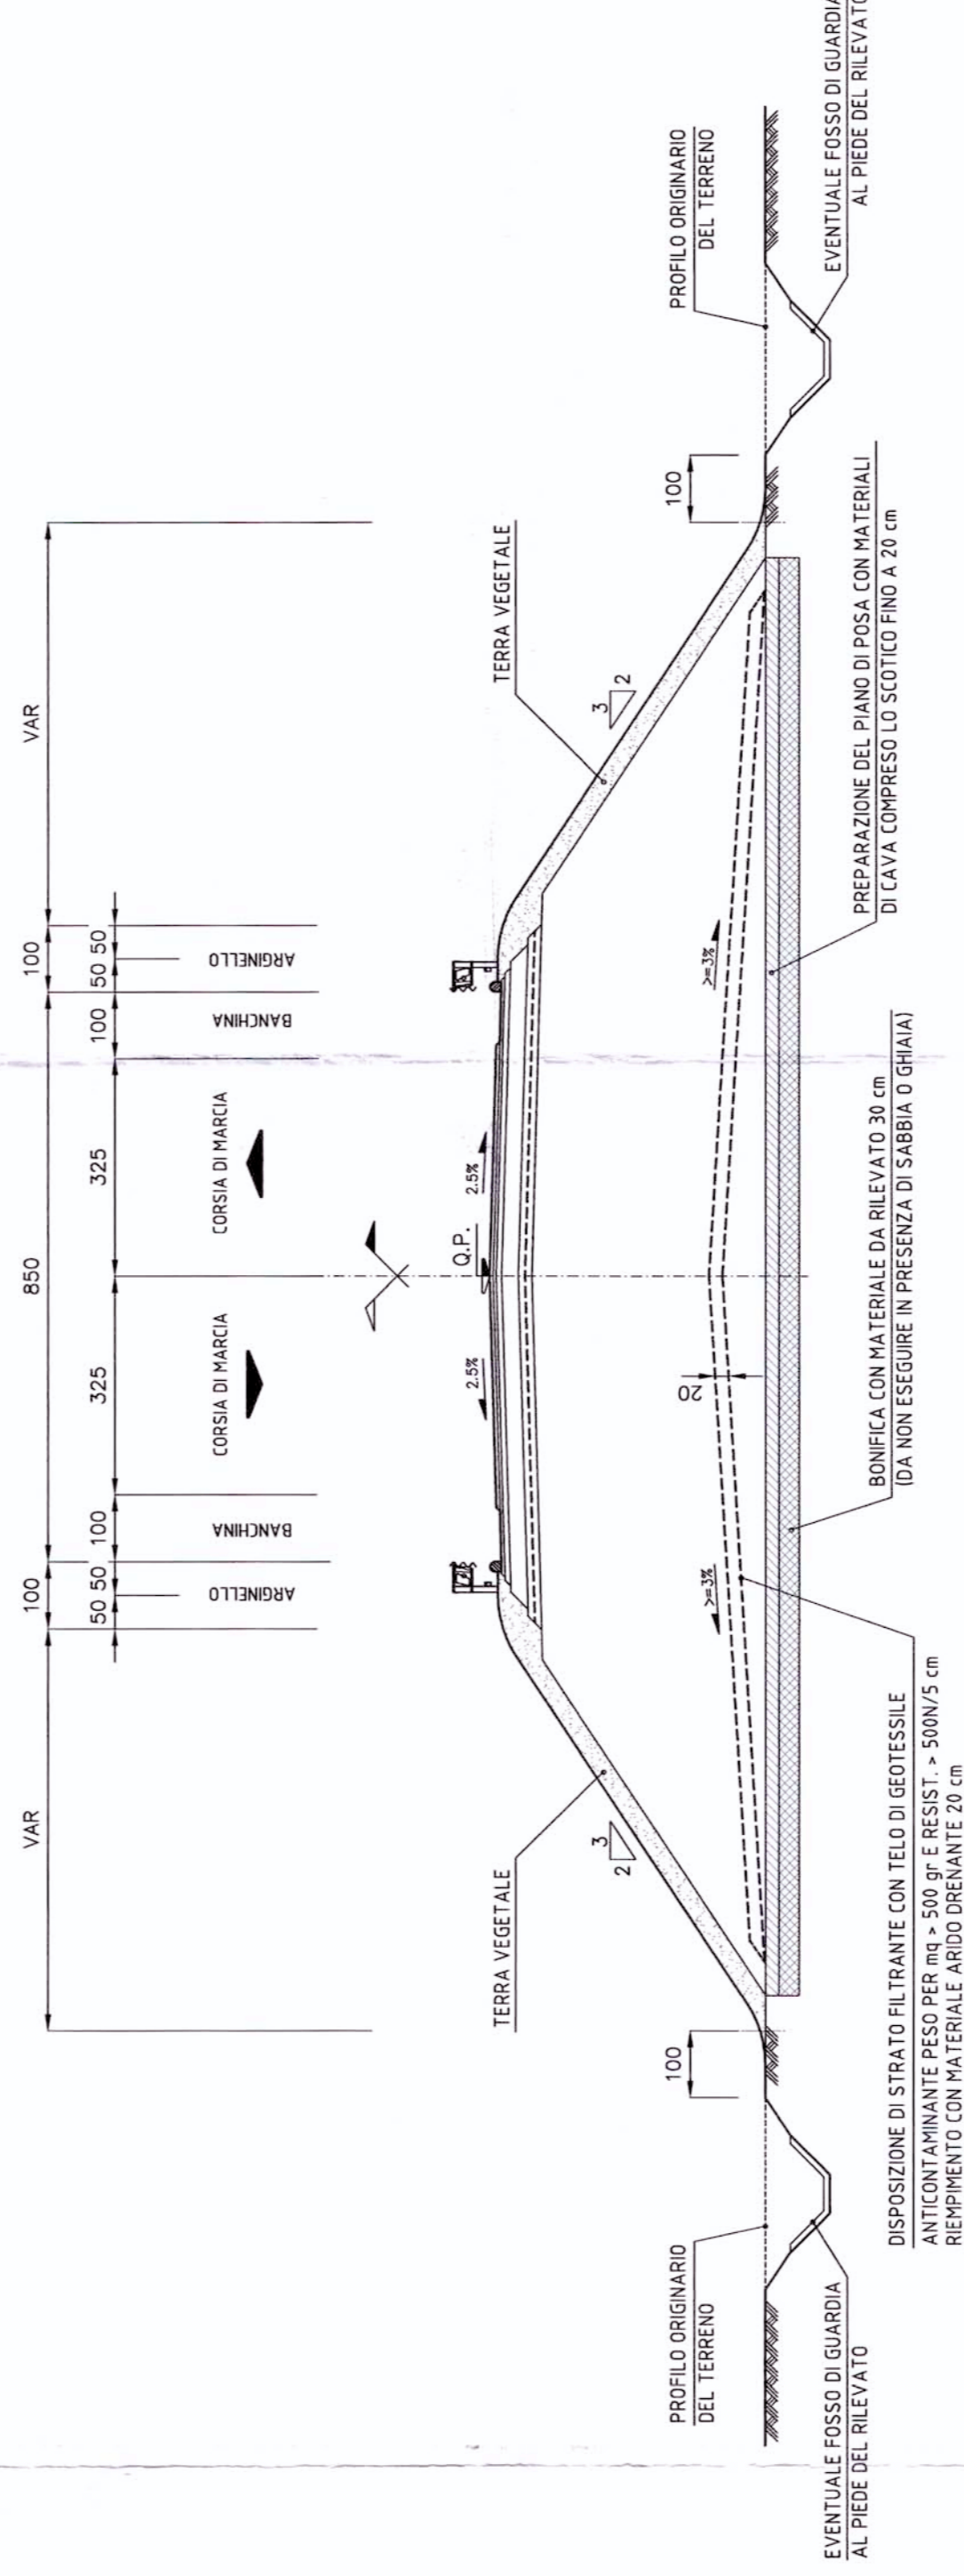 VAR
100
850
100
VAR
50 50
100
325
325
100
50 50
ARGINELLO
BANCHINA
CORSIA DI MARCIA
CORSIA DI MARCIA
BANCHINA
ARGINELLO
Q.P.
2.5%
2.5%
TERRA VEGETALE
TERRA VEGETALE
3
2
3
2
PROFILO ORIGINARIO
DEL TERRENO
100
20
100
PROFILO ORIGINARIO
DEL TERRENO
>=3%
>=3%
EVENTUALE FOSSO DI GUARDIA
AL PIEDE DEL RILEVATO
DISPOSIZIONE DI STRATO FILTRANTE CON TELO DI GEOTESSILE
ANTICONTAMINANTE PESO PER mq > 500 gr E RESIST. > 500N/5 cm
RIEMPIMENTO CON MATERIALE ARIDO DRENANTE 20 cm
BONIFICA CON MATERIALE DA RILEVATO 30 cm
(DA NON ESEGUIRE IN PRESENZA DI SABBIA O GHIAIA)
PREPARAZIONE DEL PIANO DI POSA CON MATERIALI
DI CAVA COMPRESO LO SCOTICO FINO A 20 cm
EVENTUALE FOSSO DI GUARDIA
AL PIEDE DEL RILEVATO